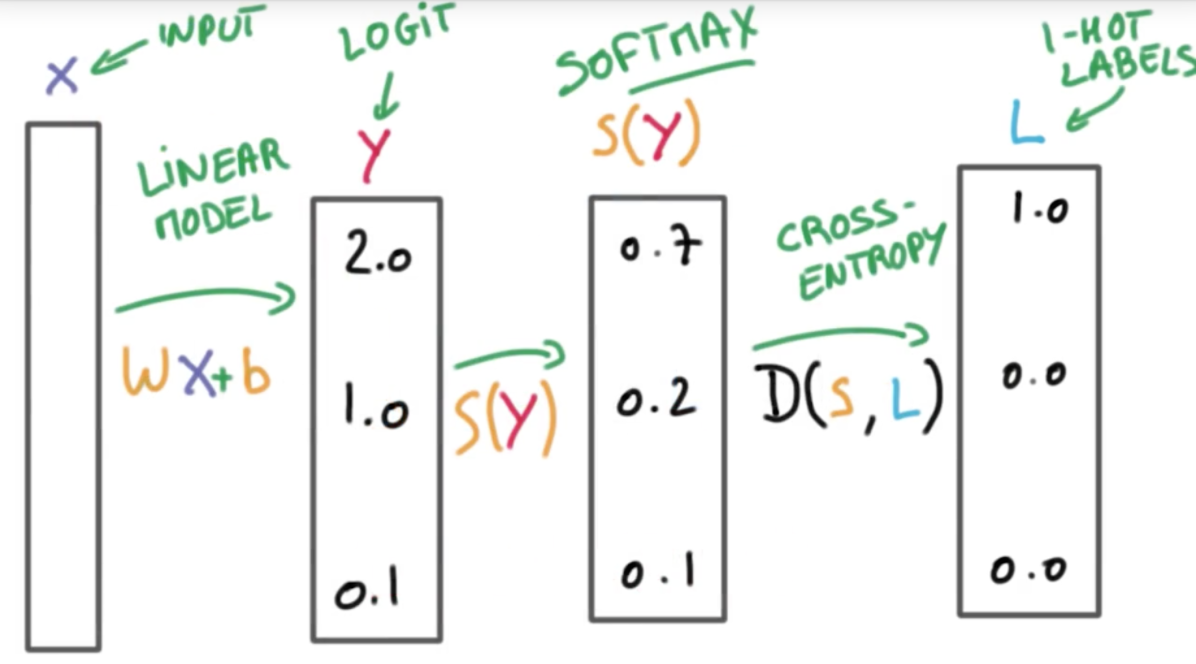 X
INPUT
LINEAR
MODEL
WX+b
LOGIT
Y
2.0
1.0
0.1
S(Y)
SOFTMAX
S(Y)
0.7
0.2
0.1
CROSS-
ENTROPY
D(S,L)
1-HOT
LABELS
L
1.0
0.0
0.0